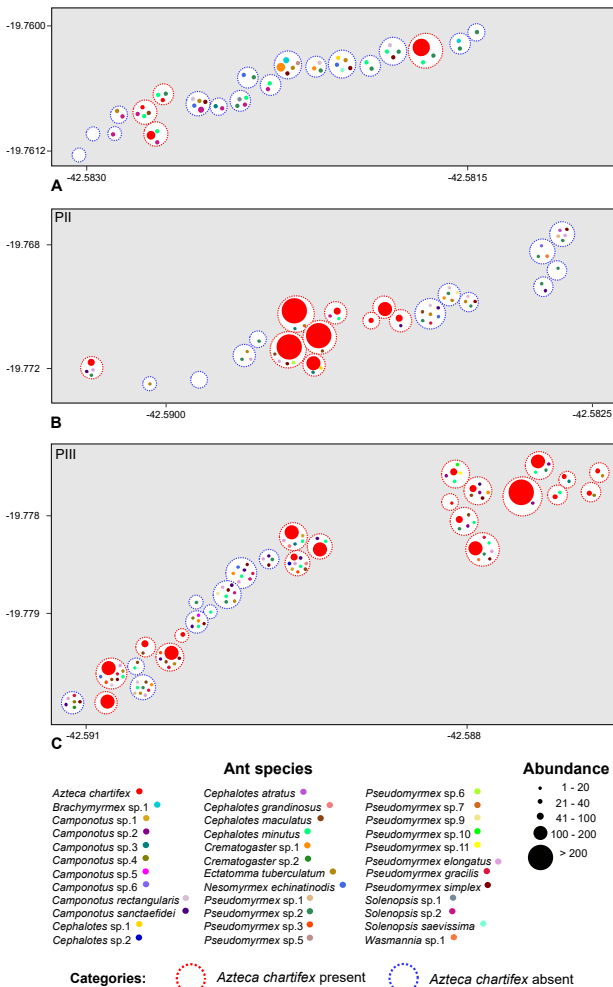 -19.7600
-19.7612
-42.5830
-42.5815
A
PII
-19.768
-19.772
-42.5900
-42.5825
B
PIII
-19.778
-19.779
-42.591
-42.588
C
Ant species
Azteca chartifex
Brachymyrmex sp.1
Camponotus sp.1
Camponotus sp.2
Camponotus sp.3
Camponotus sp.4
Camponotus sp.5
Camponotus sp.6
Camponotus rectangularis
Camponotus sanctaefidei
Cephalotes sp.1
Cephalotes sp.2
Cephalotes atratus
Cephalotes grandinosus
Cephalotes maculatus
Cephalotes minutus
Crematogaster sp.1
Crematogaster sp.2
Ectatomma tuberculatum
Nesomyrmex echinatinodis
Pseudomyrmex sp.1
Pseudomyrmex sp.2
Pseudomyrmex sp.3
Pseudomyrmex sp.5
Pseudomyrmex sp.6
Pseudomyrmex sp.7
Pseudomyrmex sp.9
Pseudomyrmex sp.10
Pseudomyrmex sp.11
Pseudomyrmex elongatus
Pseudomyrmex gracilis
Pseudomyrmex simplex
Solenopsis sp.1
Solenopsis sp.2
Solenopsis saevissima
Wasmannia sp.1
Abundance
1 - 20
21 - 40
41 - 100
100 - 200
> 200
Categories:
Azteca chartifex present
Azteca chartifex absent